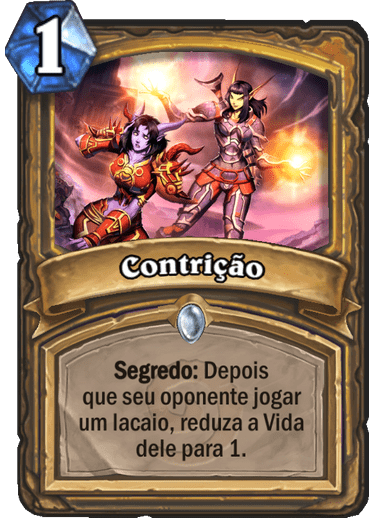 1
Contrição
Segredo: Depois
que seu oponente jogar
um lacaio, reduza a Vida
dele para 1.